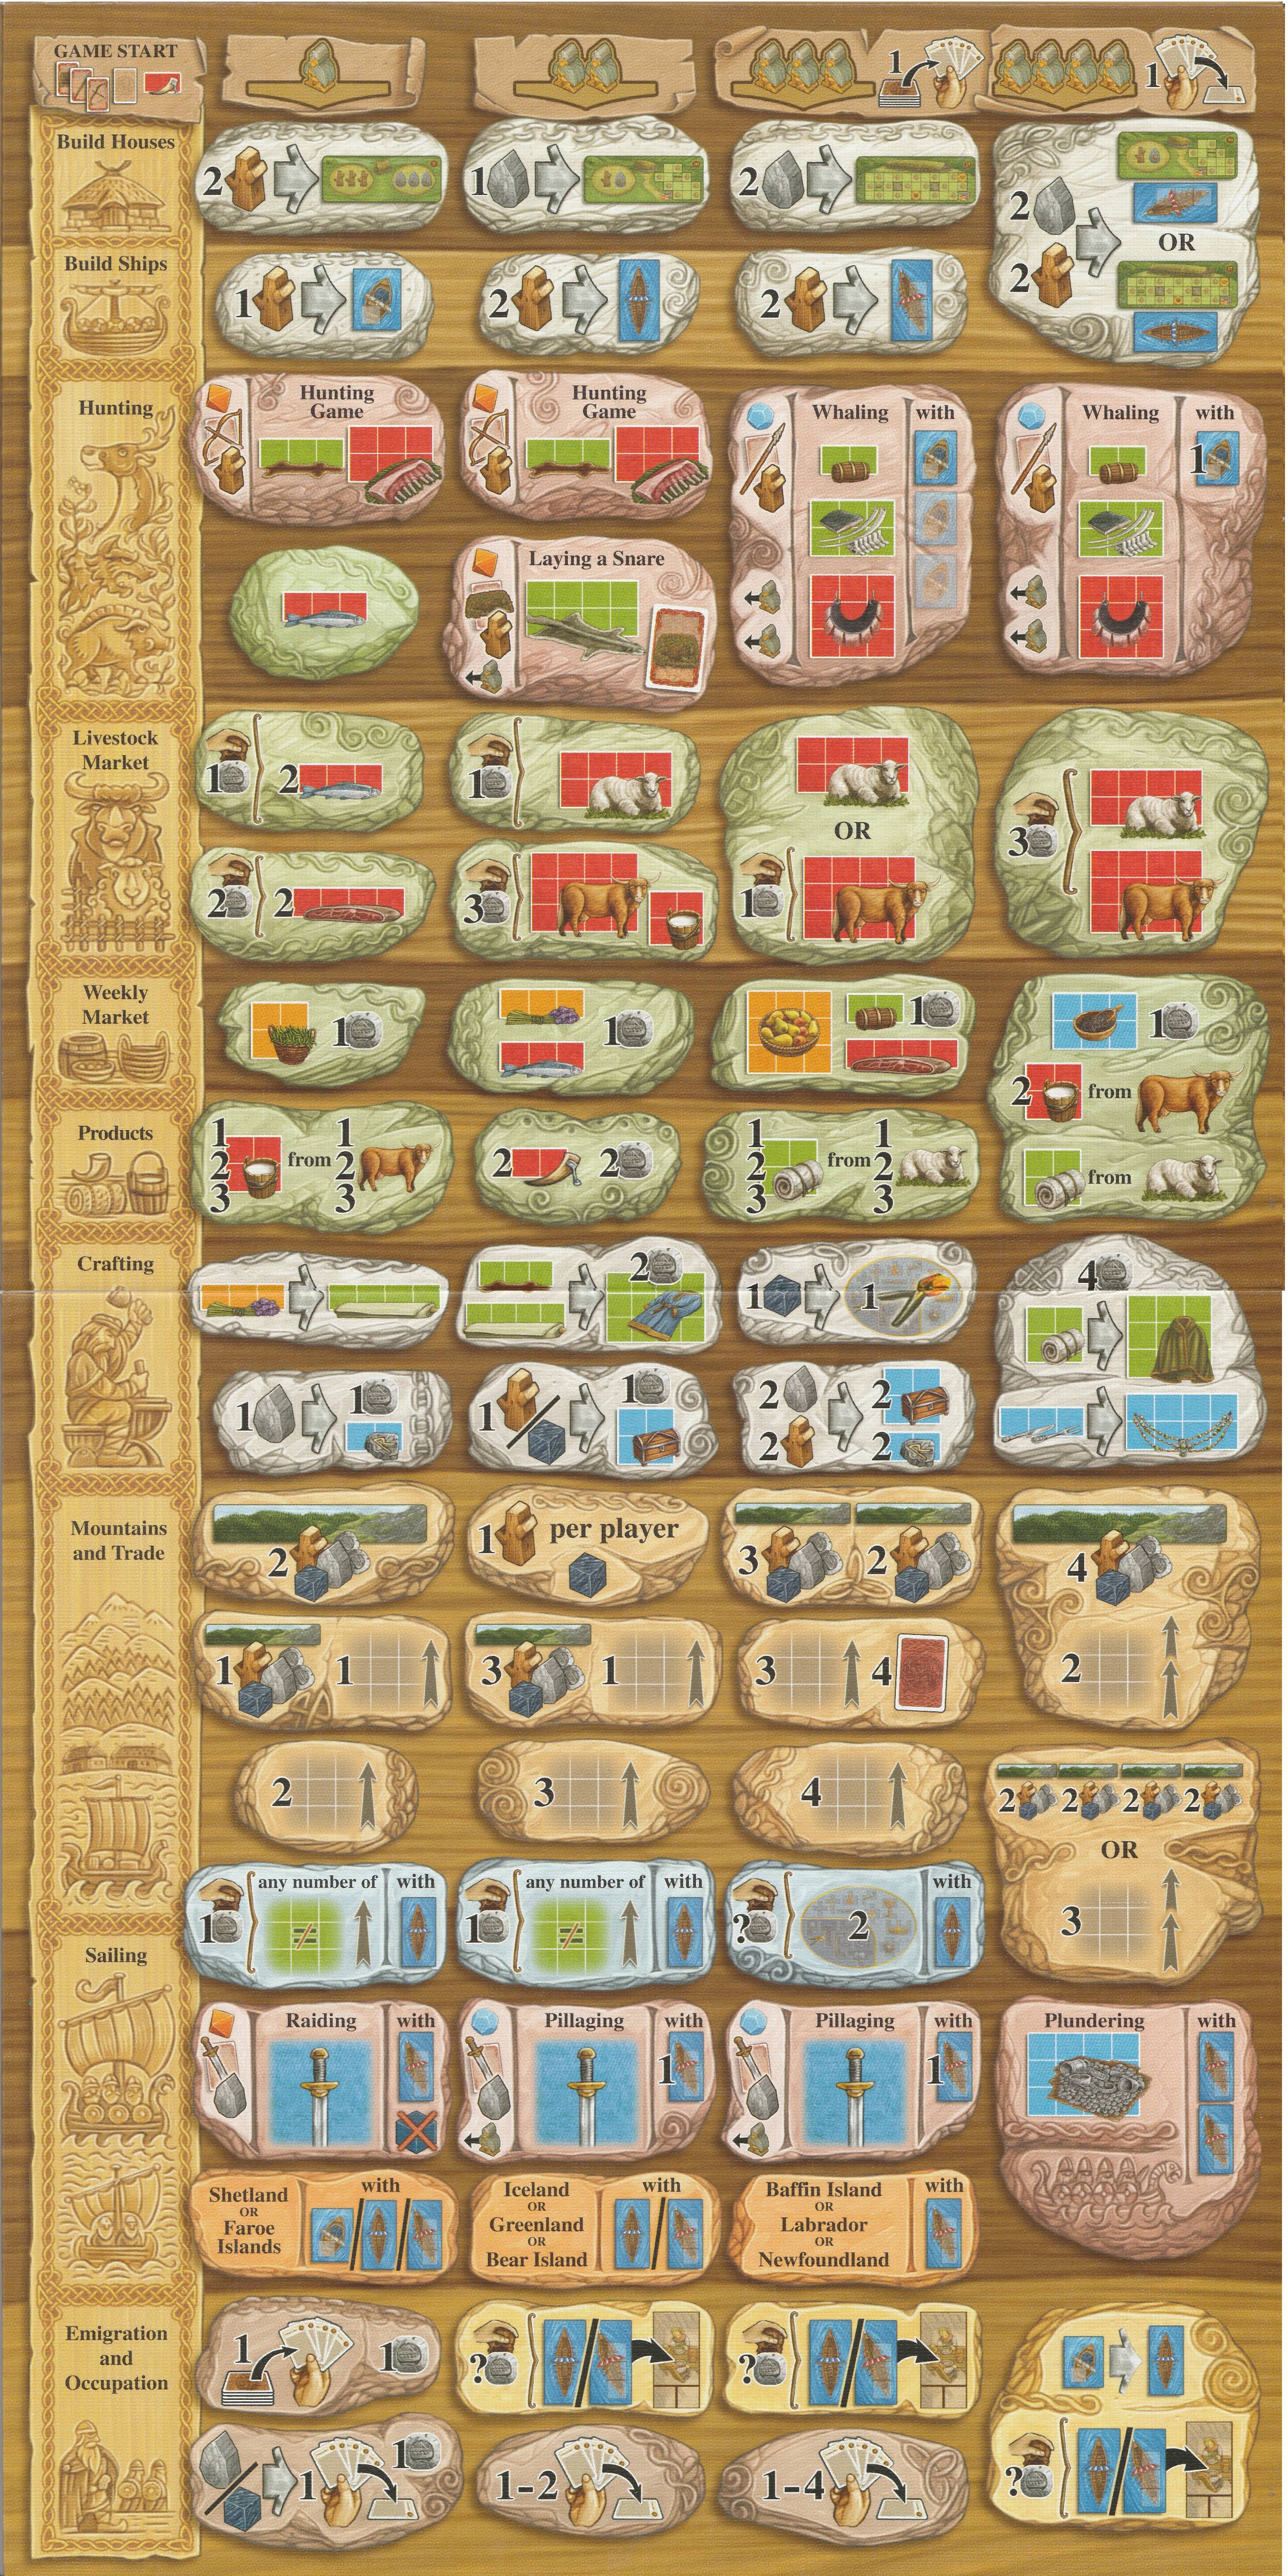 GAME START
1
1
Build Houses
2
1
2
2
2
OR
Build Ships
1
2
2
Hunting
Hunting
Game
Hunting
Game
Whaling
with
Whaling
with
1
Laying a Snare
Livestock
Market
1
2
1
OR
1
3
2
2
3
Weekly
Market
1
1
1
1
2
from
from
Products
1
2
3
from
1
2
3
2
2
1
2
3
from
1
2
3
Crafting
2
1
1
4
1
1
1
1
2
2
2
2
Mountains
and Trade
2
1
per player
3
2
4
1
1
3
1
3
4
2
2
3
4
2
2
2
2
OR
3
Sailing
1
any number of
with
1
any number of
with
?
2
with
Raiding
with
Pillaging
with
1
Pillaging
with
1
Plundering
with
Shetland
OR
Faroe
Islands
with
Iceland
OR
Greenland
OR
Bear Island
with
Baffin Island
OR
Labrador
OR
Newfoundland
with
Emigration
and
Occupation
1
1
?
?
?
1
1
1-2
1-4